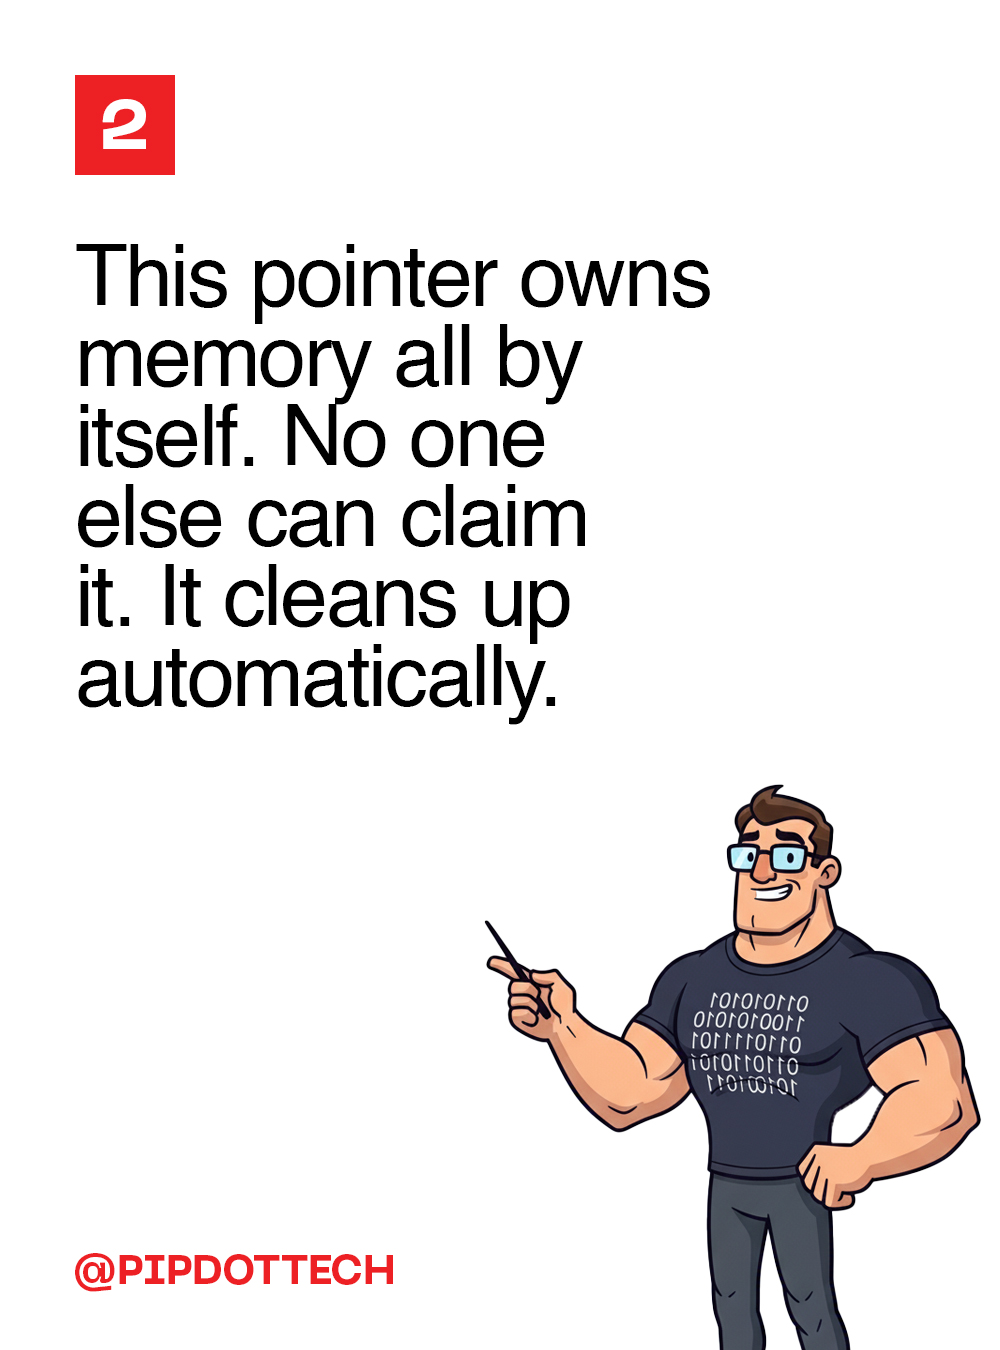 2
This pointer owns
memory all by
itself. No one
else can claim
it. It cleans up
automatically.
@PIPDOTTECH